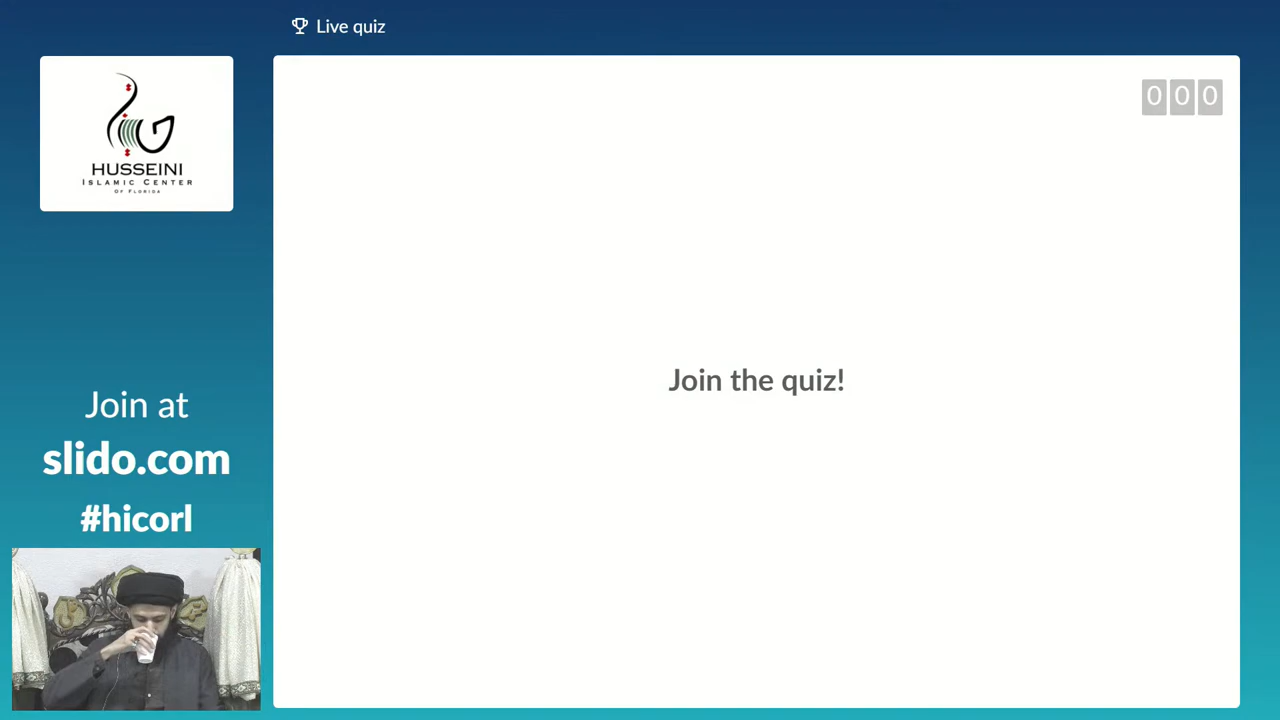 Live quiz
HUSSEINI
ISLAMIC CENTER
OF FLORIDA
000
Join the quiz!
Join at
slido.com
#hicorl